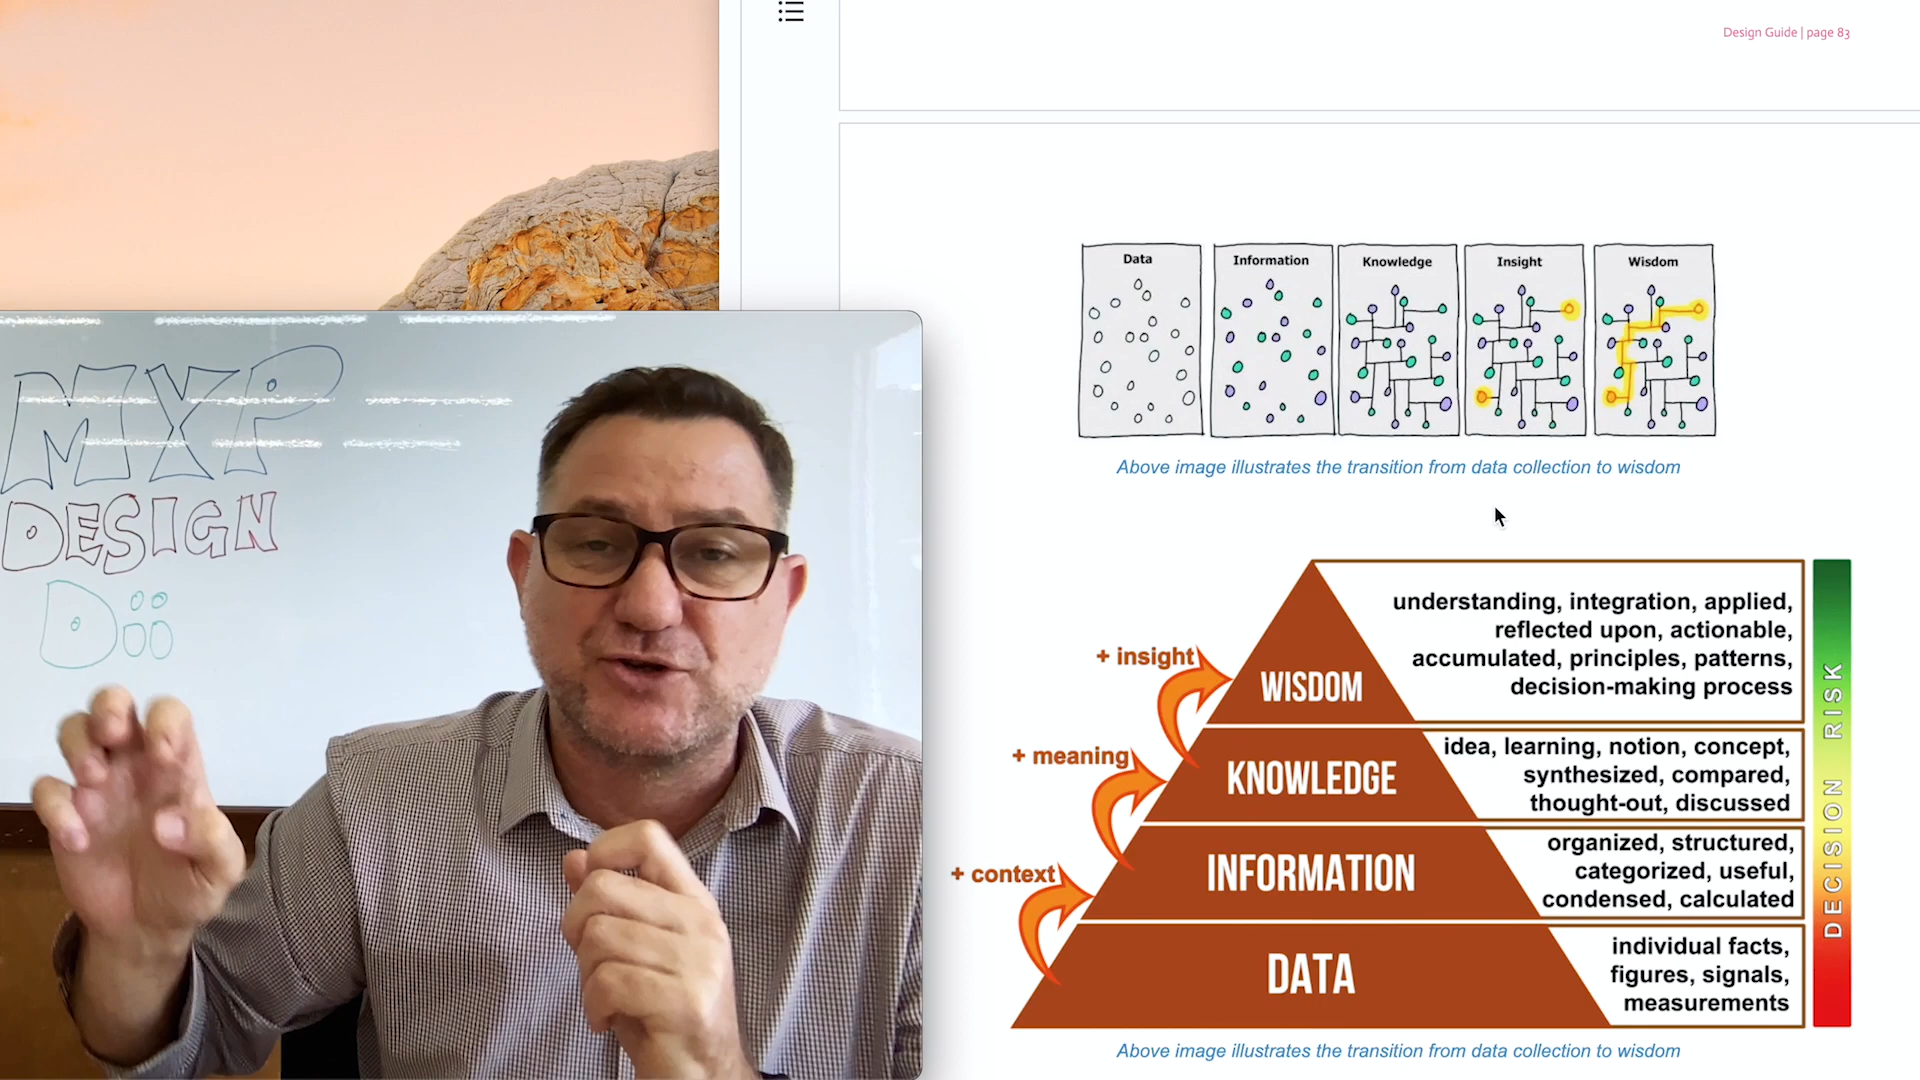 Design Guide | page 83
Data
Information
Knowledge
Insight
Wisdom
Above image illustrates the transition from data collection to wisdom
MXP
DESIGN
Dii
+ insight
+ meaning
+ context
WISDOM
understanding, integration, applied,
reflected upon, actionable,
accumulated, principles, patterns,
decision-making process
KNOWLEDGE
idea, learning, notion, concept,
synthesized, compared,
thought-out, discussed
INFORMATION
organized, structured,
categorized, useful,
condensed, calculated
DATA
individual facts,
figures, signals,
measurements
DECISION RISK
Above image illustrates the transition from data collection to wisdom